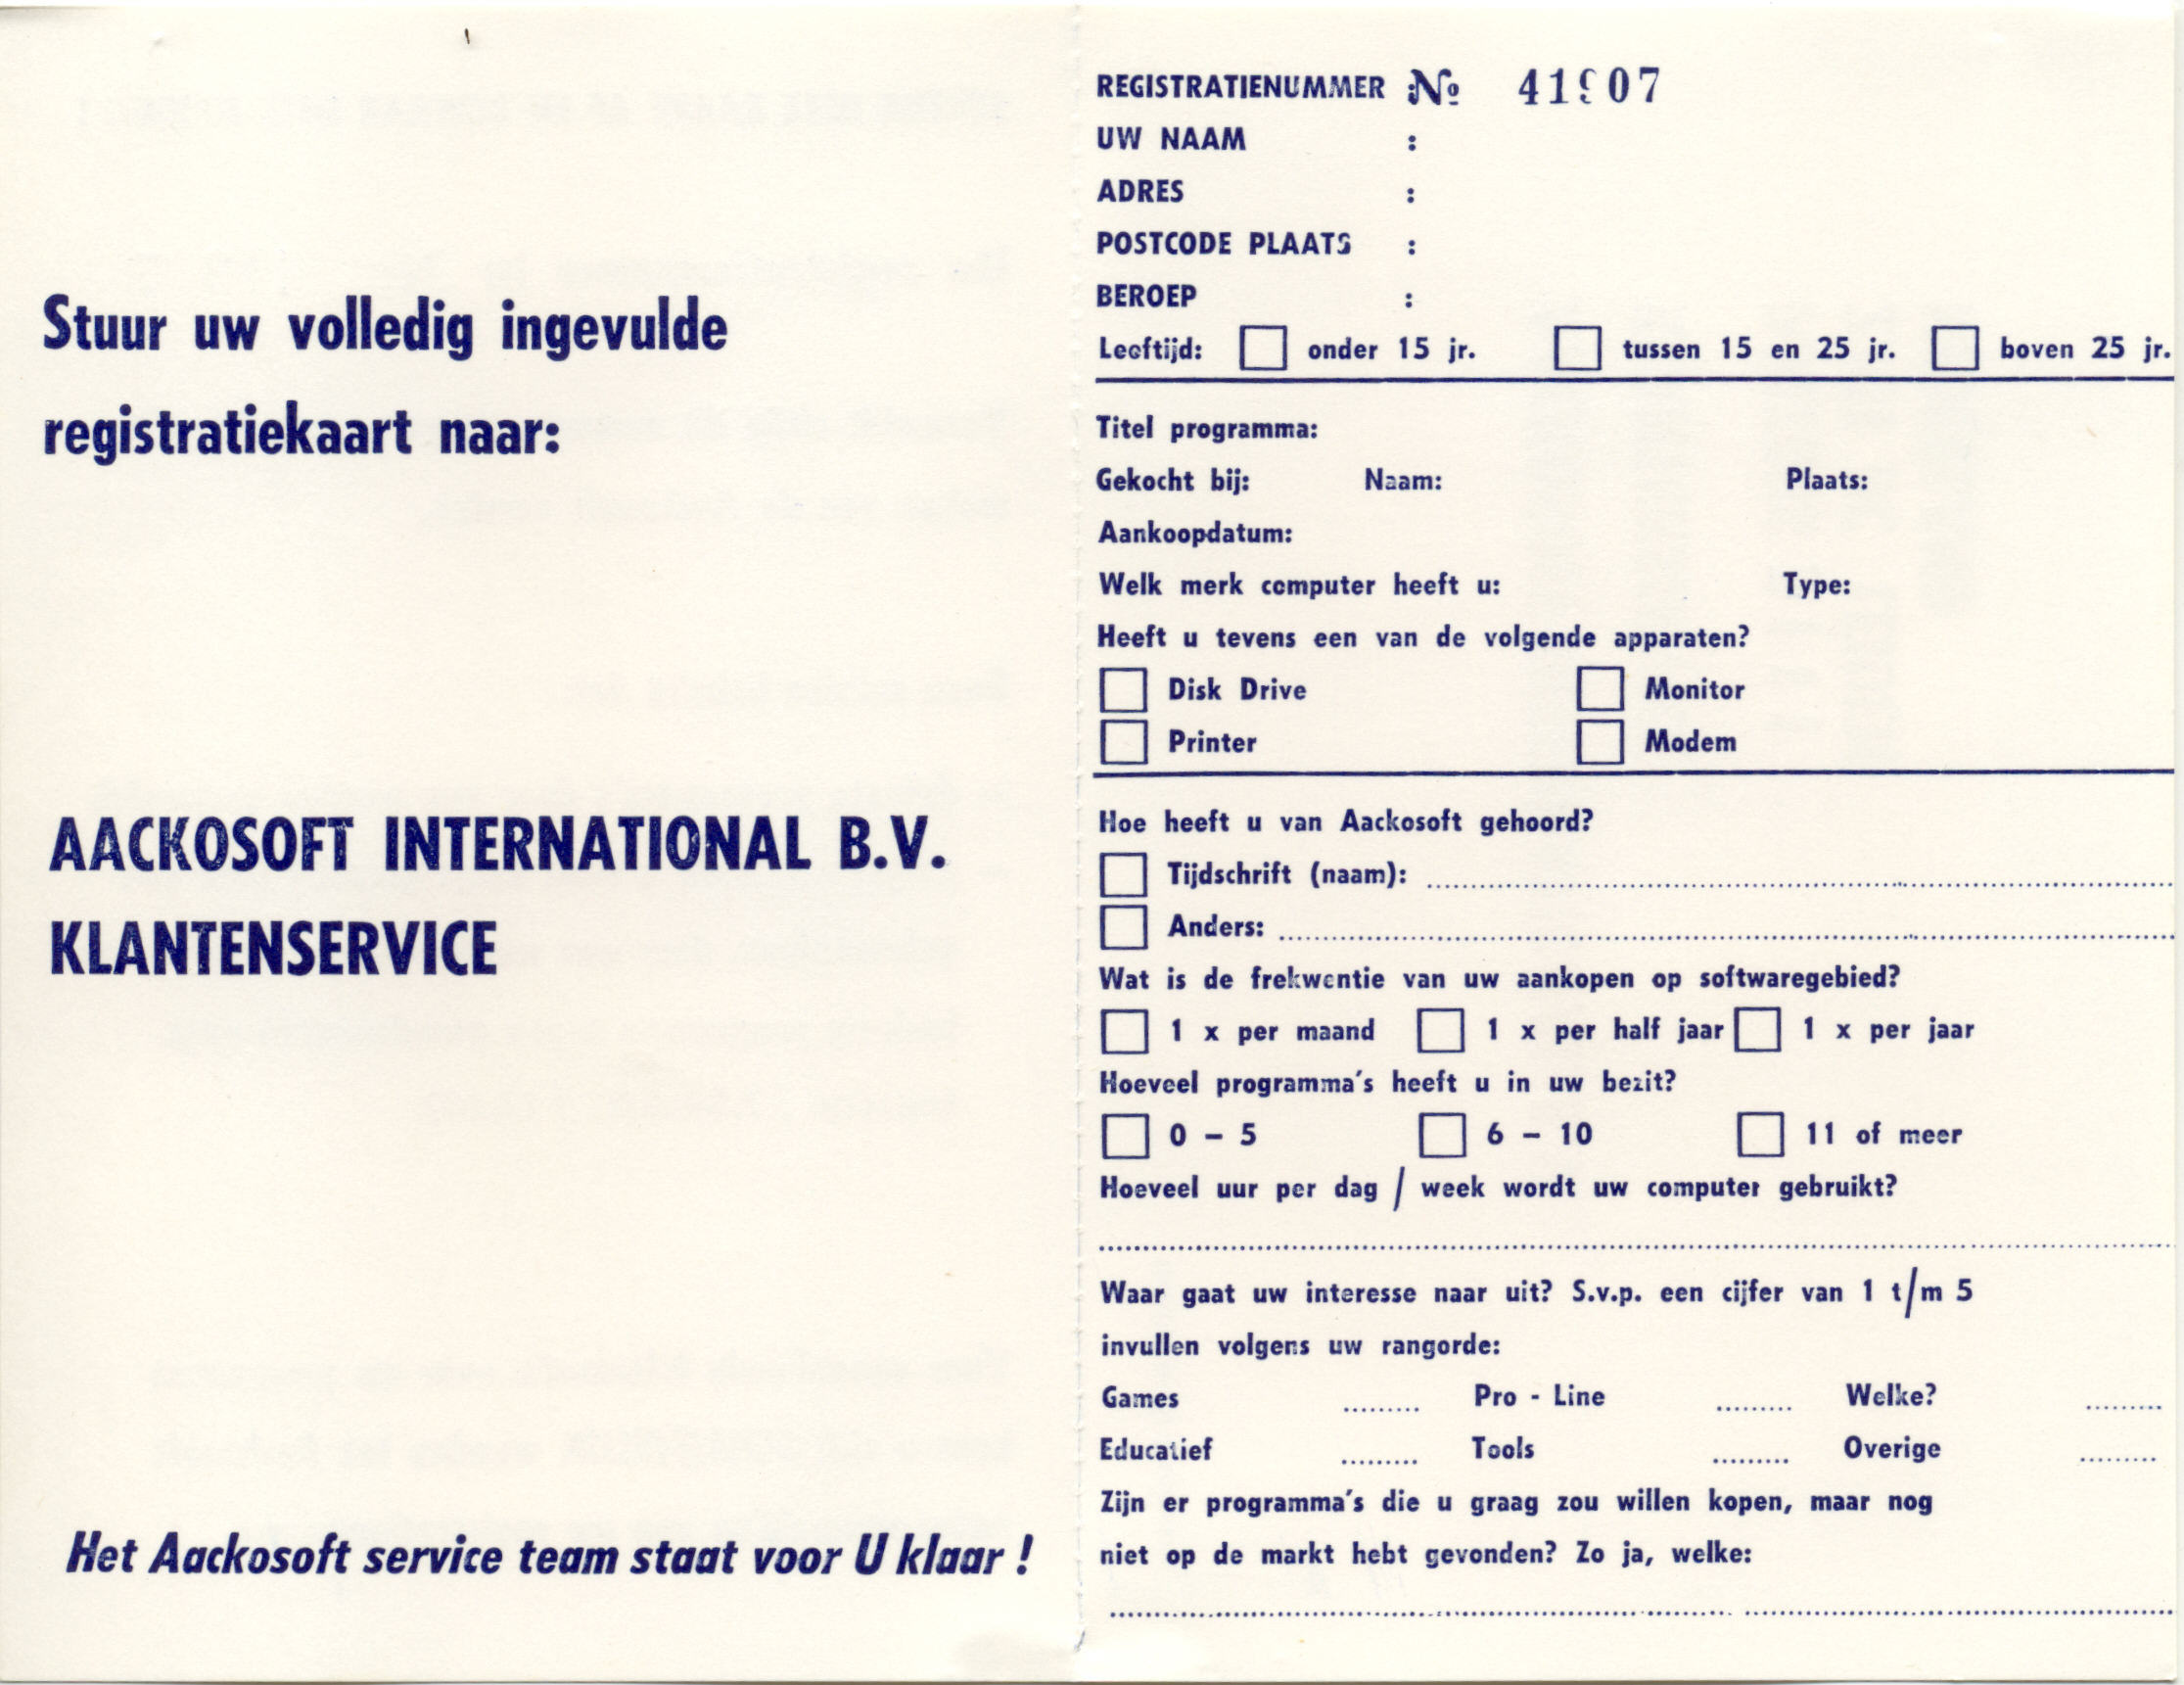 Stuur uw volledig ingevulde
registratiekaart naar:
AACKOSOFT INTERNATIONAL B.V.
KLANTENSERVICE
Het Aackosoft service team staat voor U klaar !
REGISTRATIENUMMER : № 41907
UW NAAM :
ADRES :
POSTCODE PLAATS :
BEROEP :
Leeftijd: onder 15 jr. tussen 15 en 25 jr. boven 25 jr.
Titel programma:
Gekocht bij: Naam: Plaats:
Aankoopdatum:
Welk merk computer heeft u: Type:
Heeft u tevens een van de volgende apparaten?
Disk Drive Monitor
Printer Modem
Hoe heeft u van Aackosoft gehoord?
Tijdschrift (naam): ........................
Anders: ........................
Wat is de frekwentie van uw aankopen op softwaregebied?
1 x per maand 1 x per half jaar 1 x per jaar
Hoeveel programma's heeft u in uw bezit?
0 – 5 6 – 10 11 of meer
Hoeveel uur per dag / week wordt uw computer gebruikt?
........................
Waar gaat uw interesse naar uit? S.v.p. een cijfer van 1 t/m 5
invullen volgens uw rangorde:
Games ......... Pro - Line ......... Welke? .........
Educatief ......... Tools ......... Overige .........
Zijn er programma's die u graag zou willen kopen, maar nog
niet op de markt hebt gevonden? Zo ja, welke:
........................